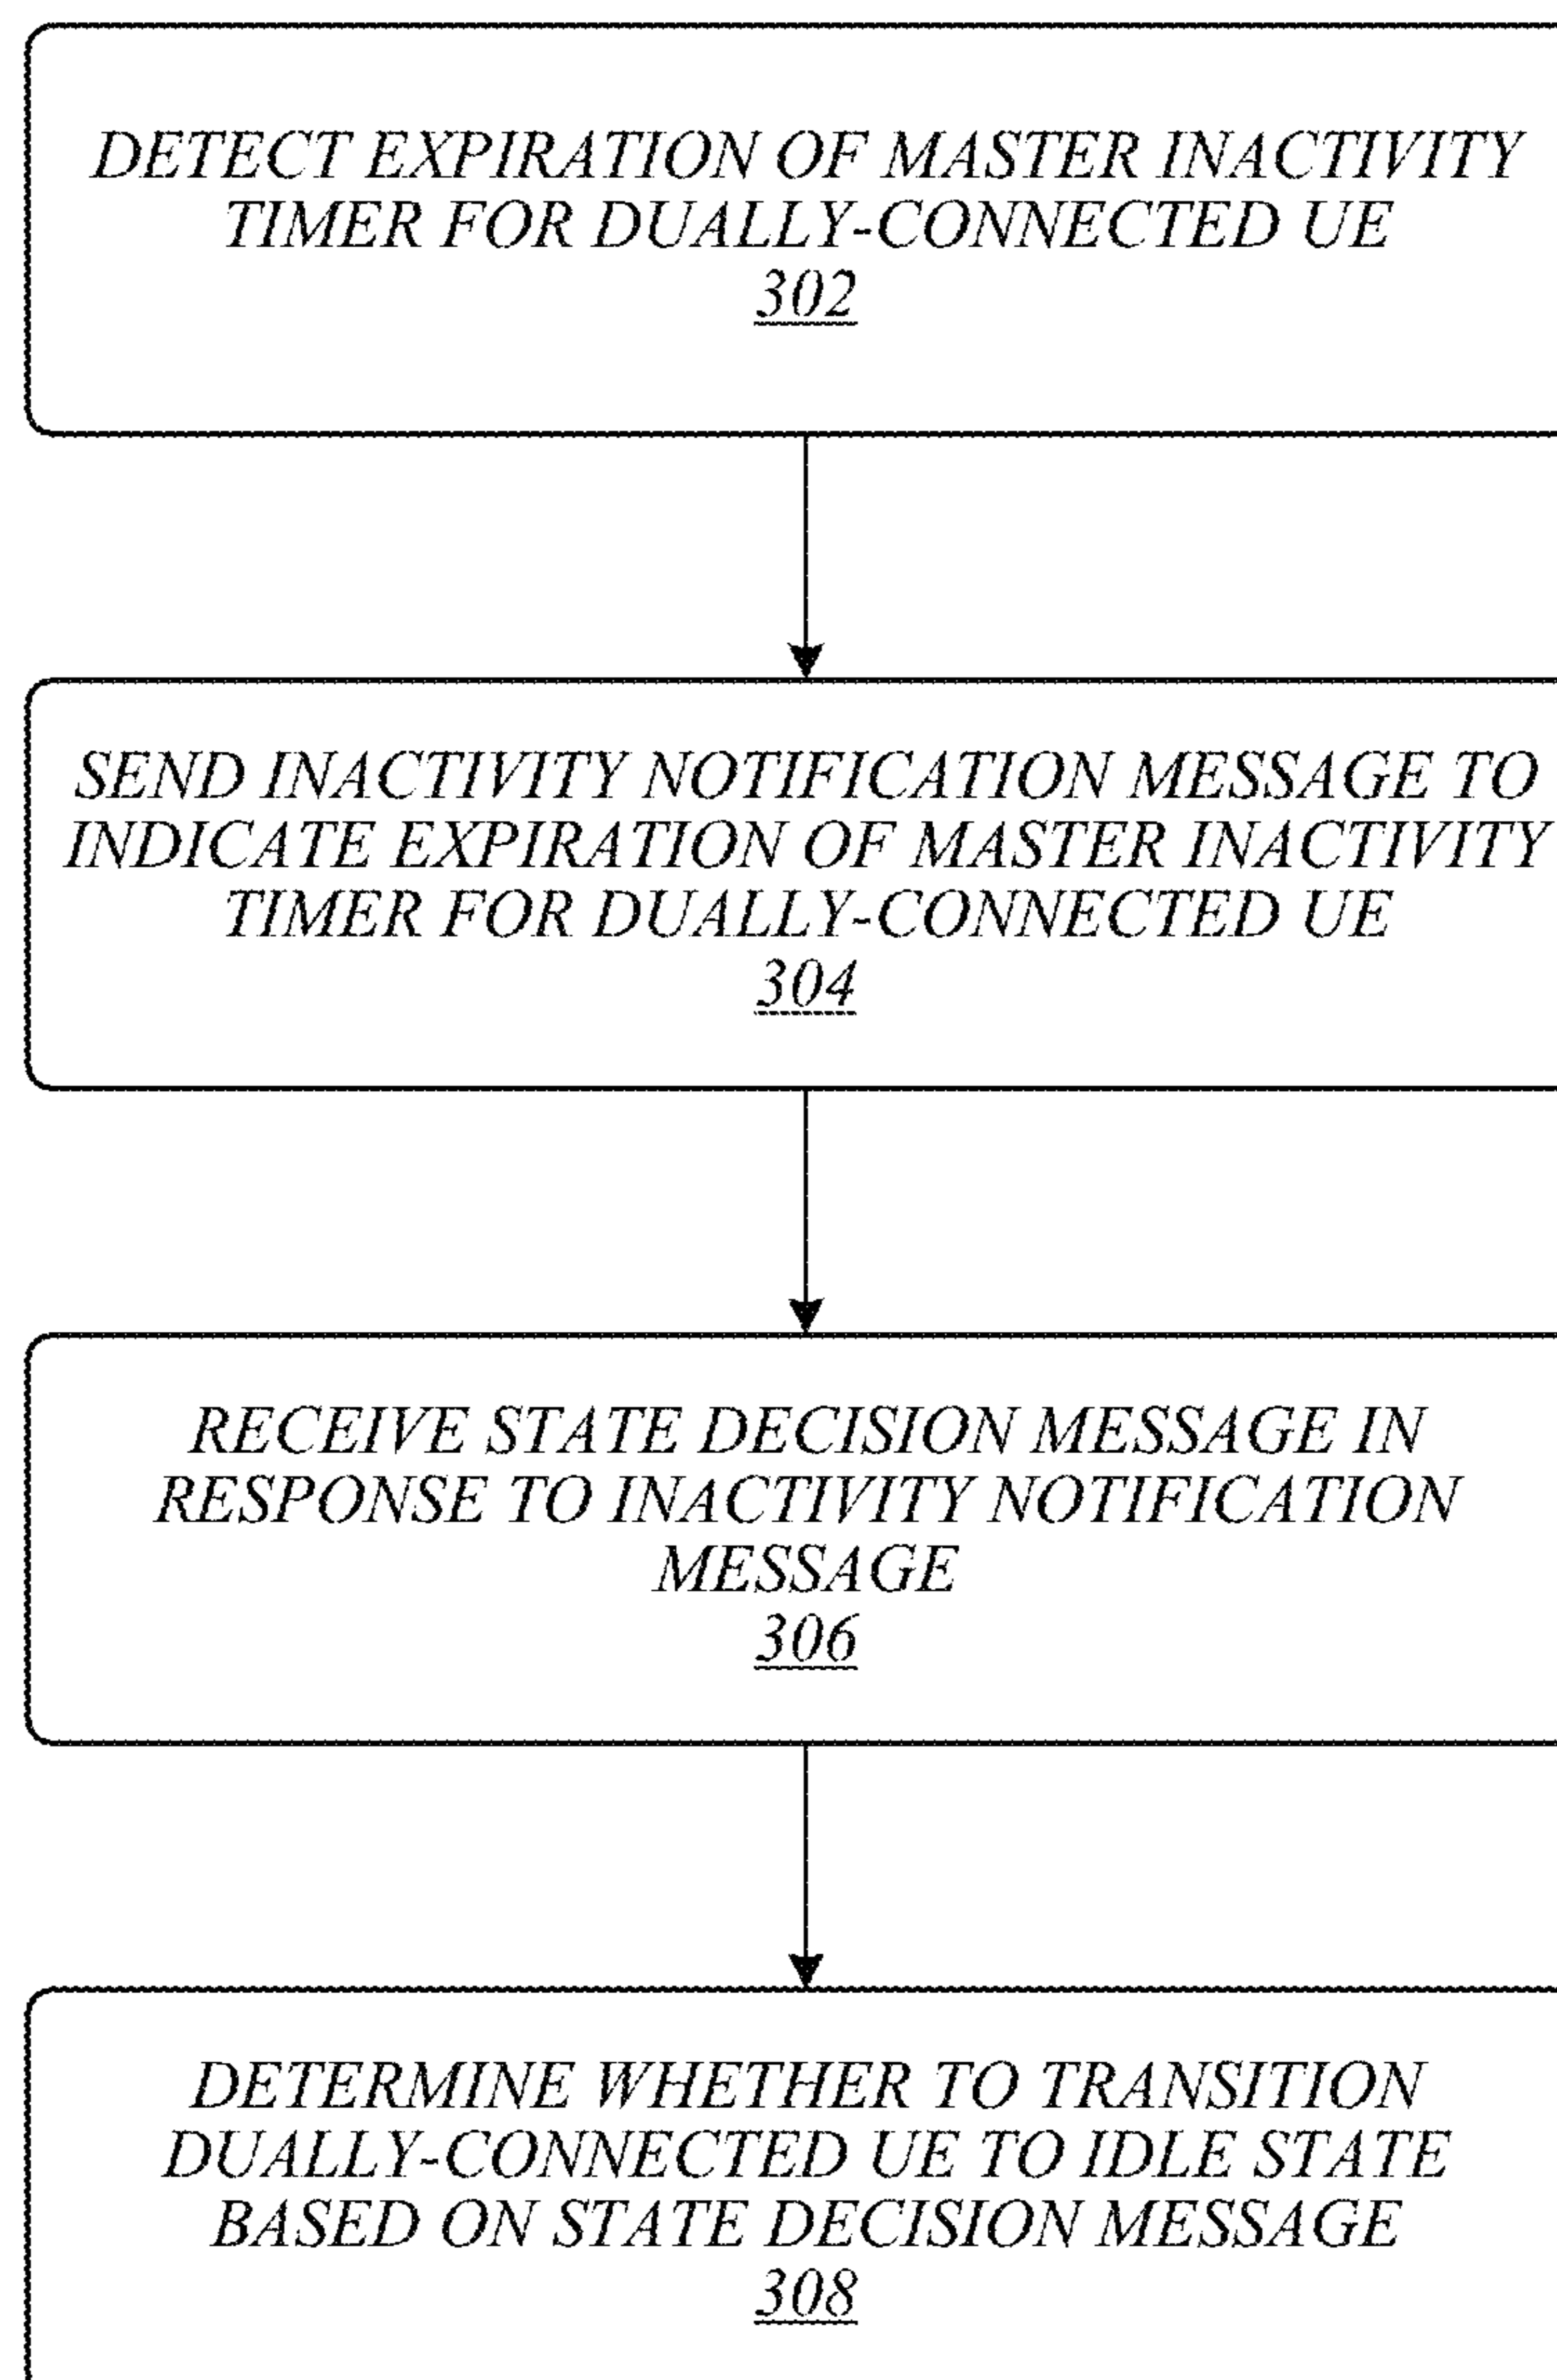 DETECT EXPIRATION OF MASTER INACTIVITY
TIMER FOR DUALLY-CONNECTED UE
302
SEND INACTIVITY NOTIFICATION MESSAGE TO
INDICATE EXPIRATION OF MASTER INACTIVITY
TIMER FOR DUALLY-CONNECTED UE
304
RECEIVE STATE DECISION MESSAGE IN
RESPONSE TO INACTIVITY NOTIFICATION
MESSAGE
306
DETERMINE WHETHER TO TRANSITION
DUALLY-CONNECTED UE TO IDLE STATE
BASED ON STATE DECISION MESSAGE
308